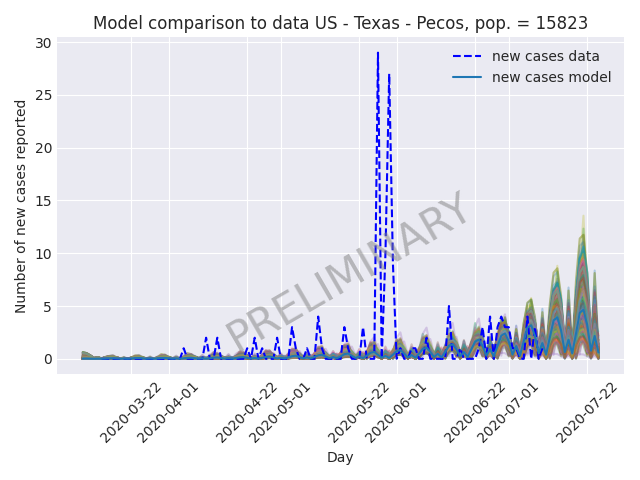 Model comparison to data US - Texas - Pecos, pop. = 15823
30
25
20
15
10
5
0
Number of new cases reported
new cases data
new cases model
PRELIMINARY
2020-03-22
2020-04-01
2020-04-22
2020-05-01
2020-05-22
2020-06-01
2020-06-22
2020-07-01
2020-07-22
Day